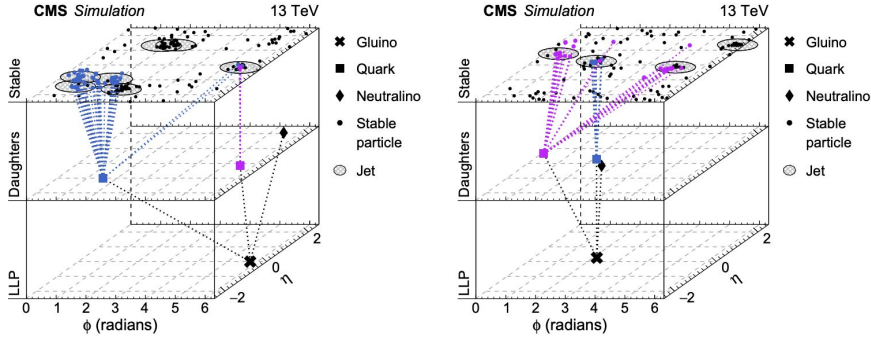 CMS Simulation 13 TeV
Stable
Daughters
LLP
Gluino
Quark
Neutralino
Stable
particle
Jet
2
0
−2
η
0 1 2 3 4 5 6
ϕ (radians)
CMS Simulation 13 TeV
Stable
Daughters
LLP
Gluino
Quark
Neutralino
Stable
particle
Jet
2
0
−2
η
0 1 2 3 4 5 6
ϕ (radians)